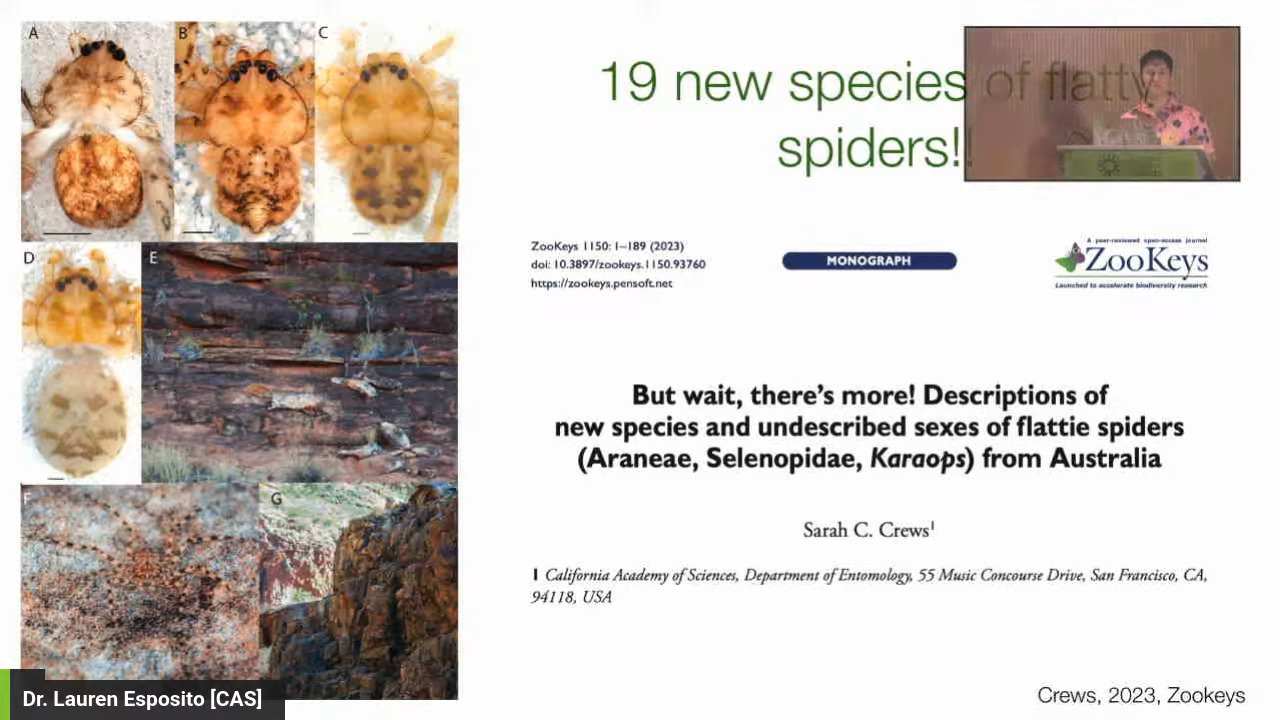 A
B
C
D
E
F
G
19 new species of flatty
spiders!!
ZooKeys 1150: 1–189 (2023)
doi: 10.3897/zookeys.1150.93760
https://zookeys.pensoft.net
MONOGRAPH
A peer-reviewed open-access journal
ZooKeys
Launched to accelerate biodiversity research
But wait, there's more! Descriptions of
new species and undescribed sexes of flattie spiders
(Araneae, Selenopidae, Karaops) from Australia
Sarah C. Crews¹
1 California Academy of Sciences, Department of Entomology, 55 Music Concourse Drive, San Francisco, CA,
94118, USA
Dr. Lauren Esposito [CAS]
Crews, 2023, Zookeys